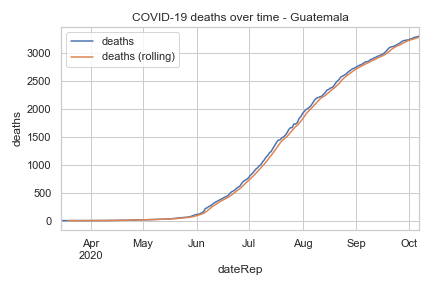 COVID-19 deaths over time - Guatemala
deaths
deaths (rolling)
deaths
3000
2500
2000
1500
1000
500
0
Apr May Jun Jul Aug Sep Oct
2020
dateRep